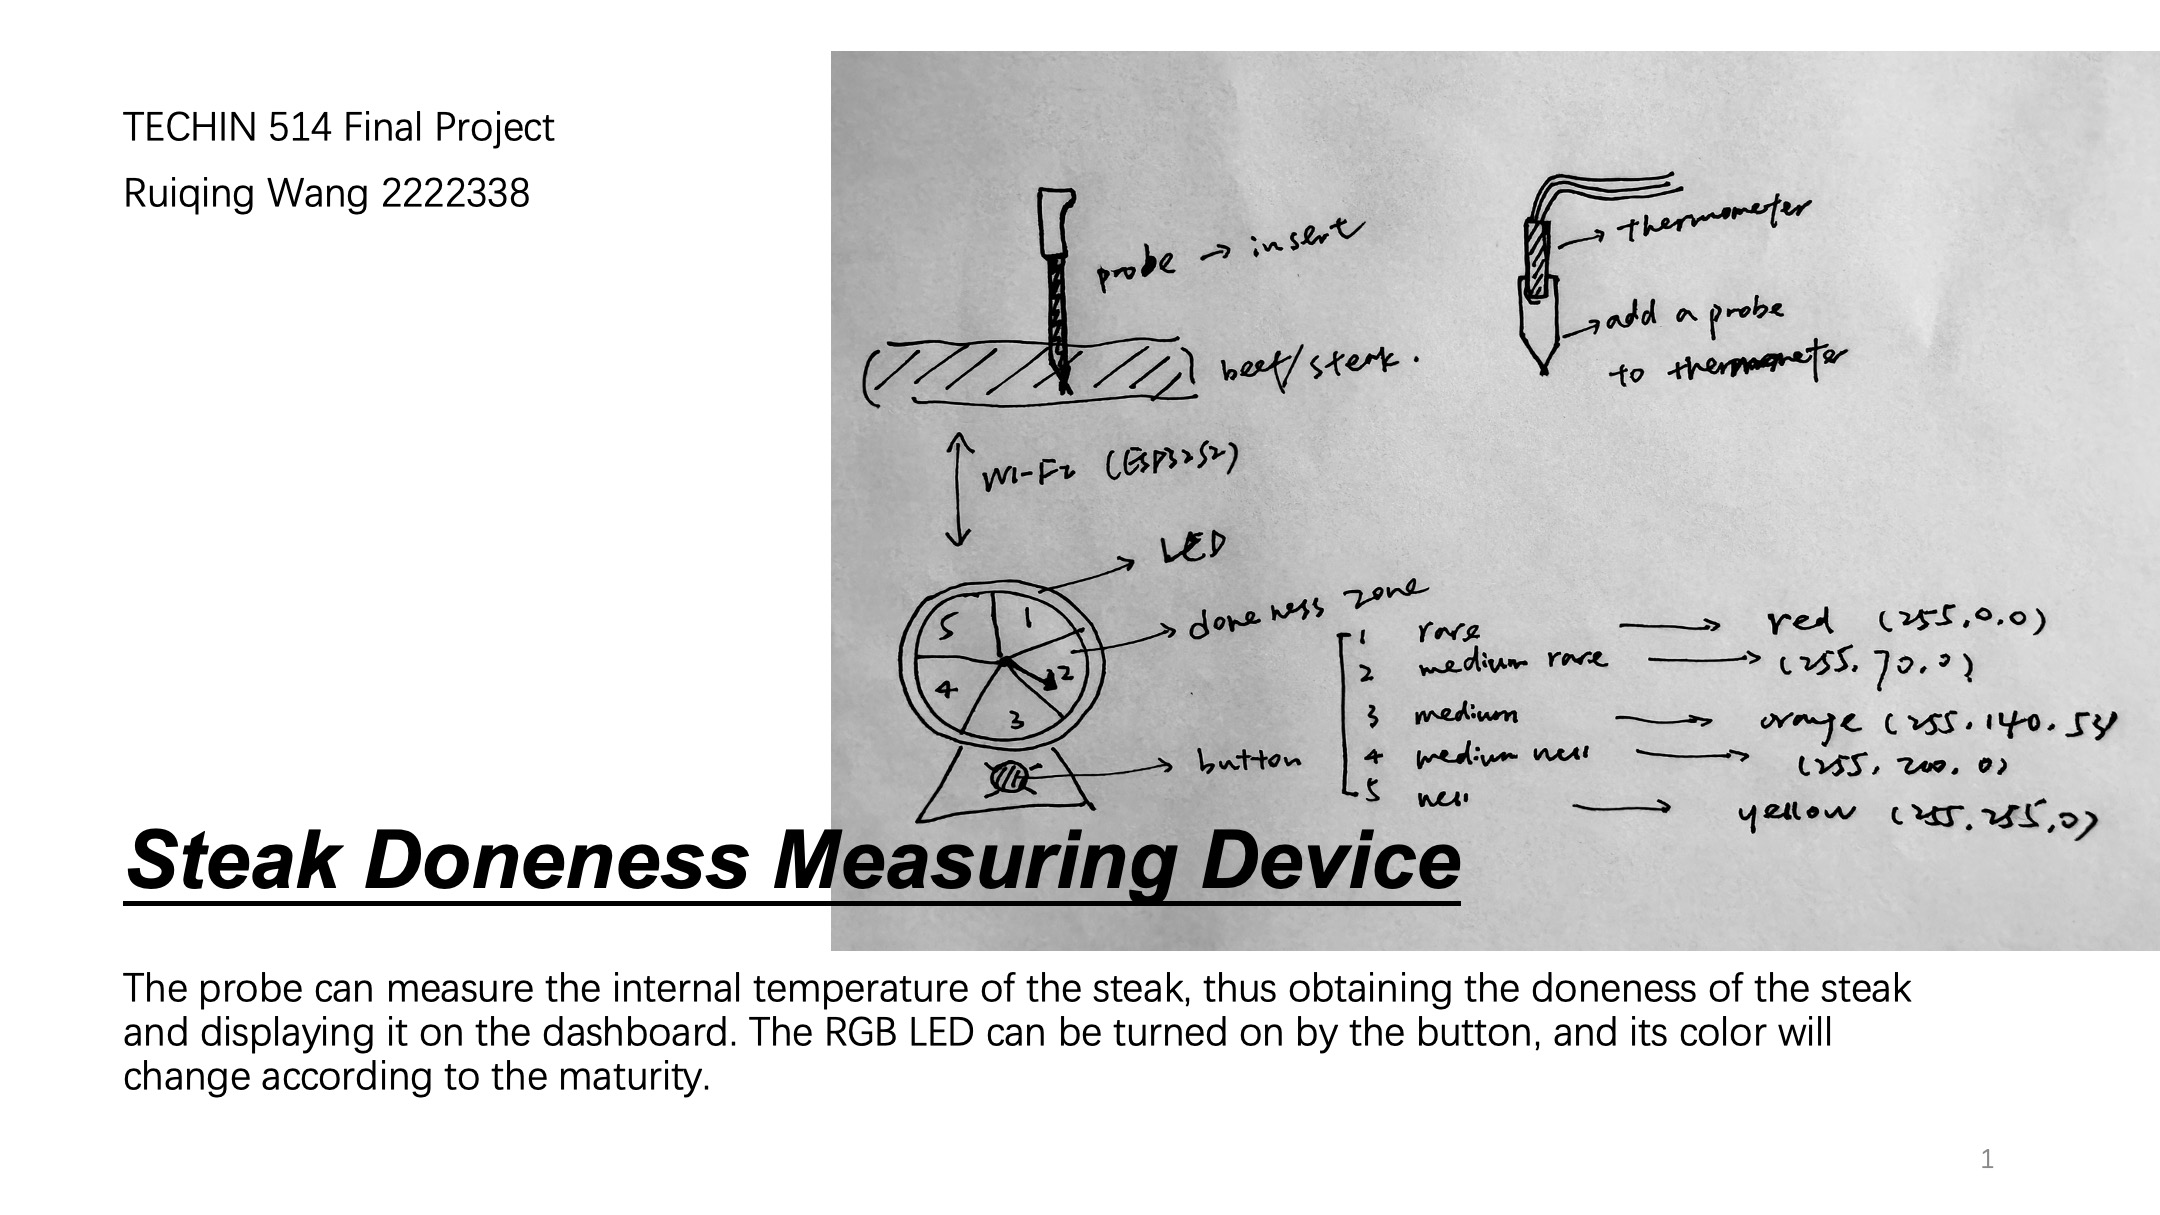 TECHIN 514 Final Project
Ruiqing Wang 2222338
probe → insert
beef/steak.
→ thermometer
→ add a probe
to thermometer
Wi-Fi (ESP32S2)
LED
doneness zone
1
2
3
4
5
button
1 rare → red (255,0,0)
2 medium rare → (255,70,0)
3 medium → orange (255,140,53)
4 medium well → (255,200,0)
5 well → yellow (255,255,0)
Steak Doneness Measuring Device
The probe can measure the internal temperature of the steak, thus obtaining the doneness of the steak
and displaying it on the dashboard. The RGB LED can be turned on by the button, and its color will
change according to the maturity.
1